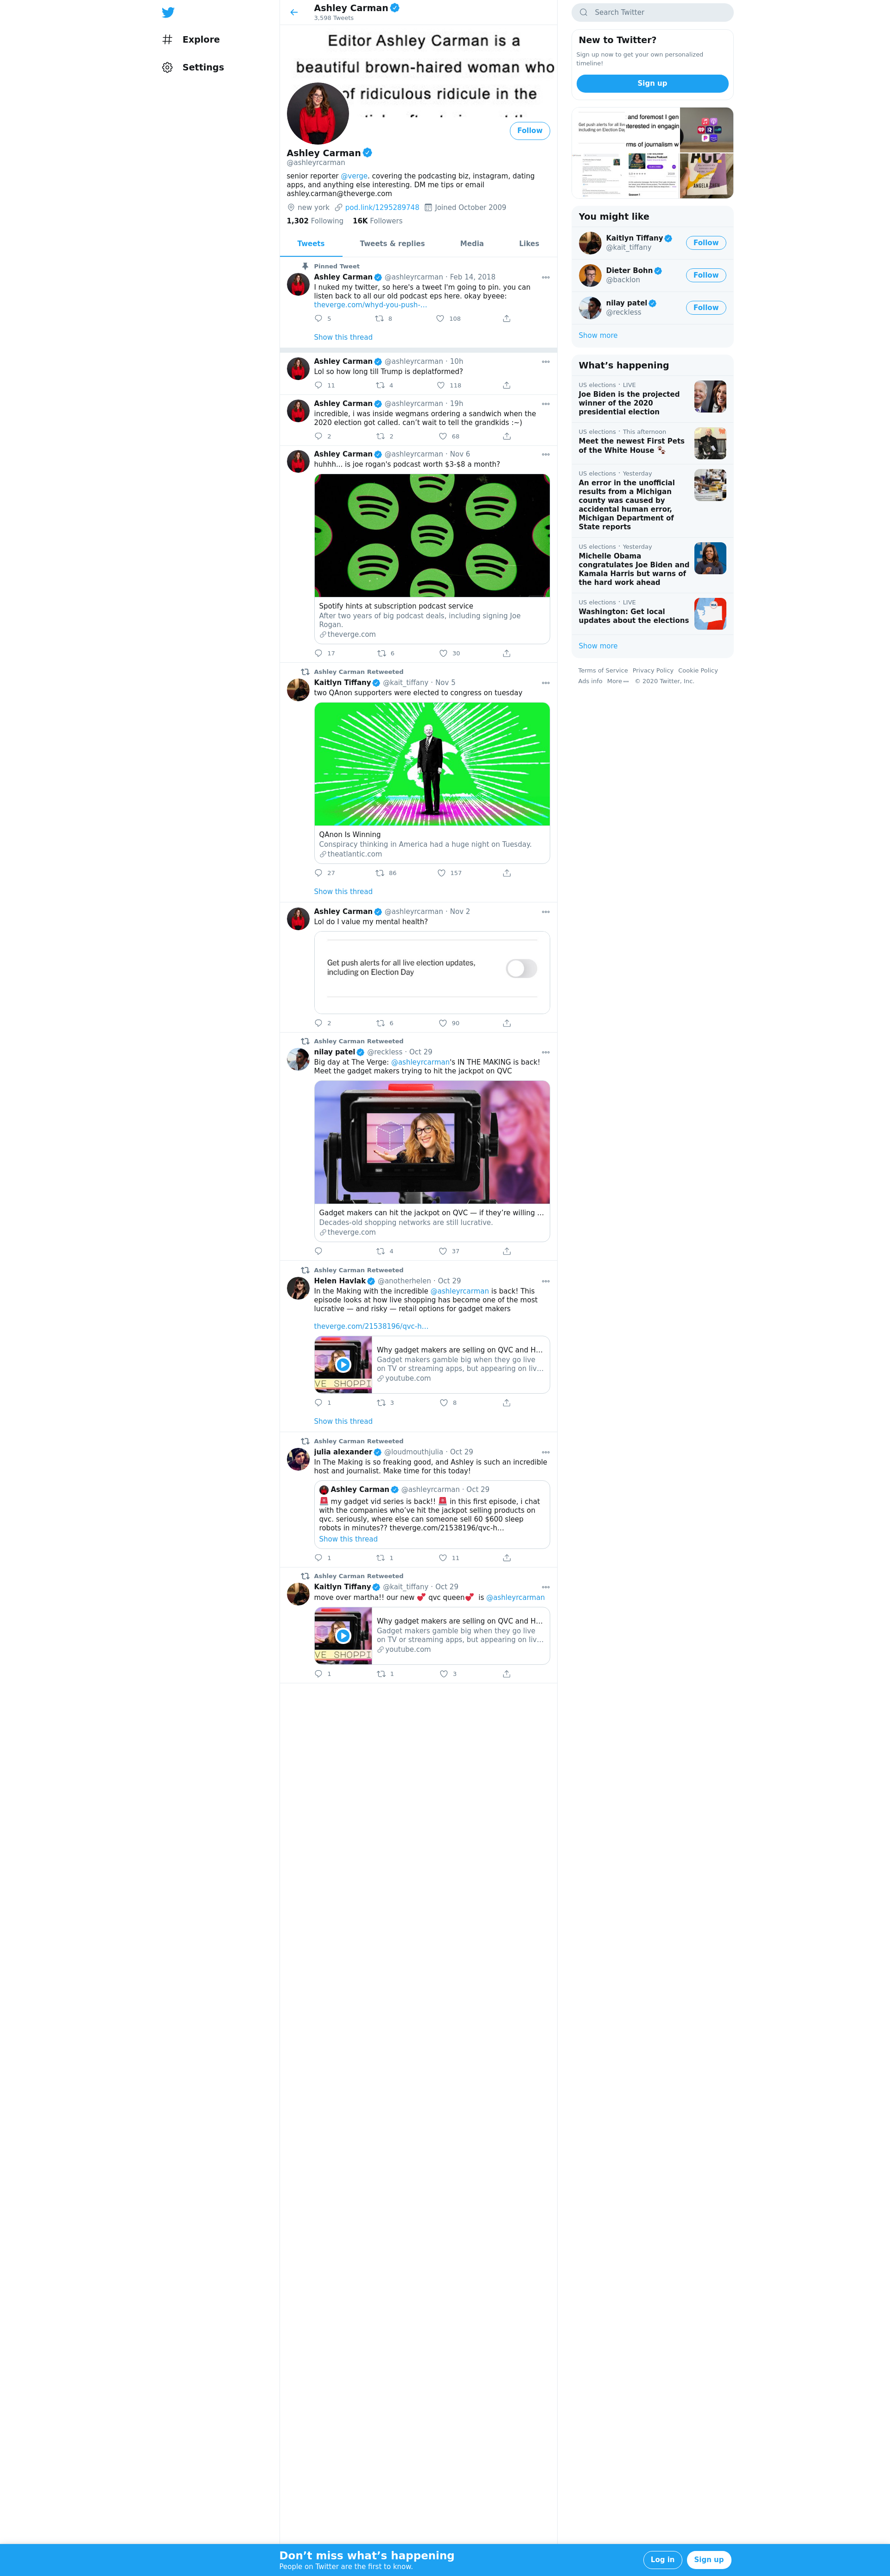 Explore
Settings
Ashley Carman
3,598 Tweets
Editor Ashley Carman is a
beautiful brown-haired woman who
of ridiculous ridicule in the
Follow
Ashley Carman
@ashleyrcarman
senior reporter @verge. covering the podcasting biz, instagram, dating
apps, and anything else interesting. DM me tips or email
ashley.carman@theverge.com
new york pod.link/1295289748 Joined October 2009
1,302 Following 16K Followers
Tweets Tweets & replies Media Likes
Pinned Tweet
Ashley Carman @ashleyrcarman · Feb 14, 2018
I nuked my twitter, so here's a tweet I'm going to pin. you can
listen back to all our old podcast eps here. okay byeee:
theverge.com/whyd-you-push-…
5 8 108
Show this thread
Ashley Carman @ashleyrcarman · 10h
Lol so how long till Trump is deplatformed?
11 4 118
Ashley Carman @ashleyrcarman · 19h
incredible, i was inside wegmans ordering a sandwich when the
2020 election got called. can't wait to tell the grandkids :~)
2 2 68
Ashley Carman @ashleyrcarman · Nov 6
huhhh... is joe rogan's podcast worth $3-$8 a month?
Spotify hints at subscription podcast service
After two years of big podcast deals, including signing Joe
Rogan.
theverge.com
17 6 30
Ashley Carman Retweeted
Kaitlyn Tiffany @kait_tiffany · Nov 5
two QAnon supporters were elected to congress on tuesday
QAnon Is Winning
Conspiracy thinking in America had a huge night on Tuesday.
theatlantic.com
27 86 157
Show this thread
Ashley Carman @ashleyrcarman · Nov 2
Lol do I value my mental health?
Get push alerts for all live election updates,
including on Election Day
2 6 90
Ashley Carman Retweeted
nilay patel @reckless · Oct 29
Big day at The Verge: @ashleyrcarman's IN THE MAKING is back!
Meet the gadget makers trying to hit the jackpot on QVC
Gadget makers can hit the jackpot on QVC — if they're willing ...
Decades-old shopping networks are still lucrative.
theverge.com
4 37
Ashley Carman Retweeted
Helen Havlak @anotherhelen · Oct 29
In the Making with the incredible @ashleyrcarman is back! This
episode looks at how live shopping has become one of the most
lucrative — and risky — retail options for gadget makers
theverge.com/21538196/qvc-h…
VE SHOPPI
Why gadget makers are selling on QVC and H...
Gadget makers gamble big when they go live
on TV or streaming apps, but appearing on liv...
youtube.com
1 3 8
Show this thread
Ashley Carman Retweeted
julia alexander @loudmouthjulia · Oct 29
In The Making is so freaking good, and Ashley is such an incredible
host and journalist. Make time for this today!
Ashley Carman @ashleyrcarman · Oct 29
🚨 my gadget vid series is back!! 🚨 in this first episode, i chat
with the companies who've hit the jackpot selling products on
qvc. seriously, where else can someone sell 60 $600 sleep
robots in minutes?? theverge.com/21538196/qvc-h…
Show this thread
1 1 11
Ashley Carman Retweeted
Kaitlyn Tiffany @kait_tiffany · Oct 29
move over martha!! our new 💕 qvc queen💕 is @ashleyrcarman
VE SHOPPI
Why gadget makers are selling on QVC and H...
Gadget makers gamble big when they go live
on TV or streaming apps, but appearing on liv...
youtube.com
1 1 3
Search Twitter
New to Twitter?
Sign up now to get your own personalized
timeline!
Sign up
Get push alerts for all
including on Election Da
and foremost I gen
terested in engagin
rms of journalism w
You might like
Kaitlyn Tiffany
@kait_tiffany
Follow
Dieter Bohn
@backlon
Follow
nilay patel
@reckless
Follow
Show more
What's happening
US elections · LIVE
Joe Biden is the projected
winner of the 2020
presidential election
US elections · This afternoon
Meet the newest First Pets
of the White House 🐾
US elections · Yesterday
An error in the unofficial
results from a Michigan
county was caused by
accidental human error,
Michigan Department of
State reports
US elections · Yesterday
Michelle Obama
congratulates Joe Biden and
Kamala Harris but warns of
the hard work ahead
US elections · LIVE
Washington: Get local
updates about the elections
Show more
Terms of Service Privacy Policy Cookie Policy
Ads info More © 2020 Twitter, Inc.
Don't miss what's happening
People on Twitter are the first to know.
Log in
Sign up